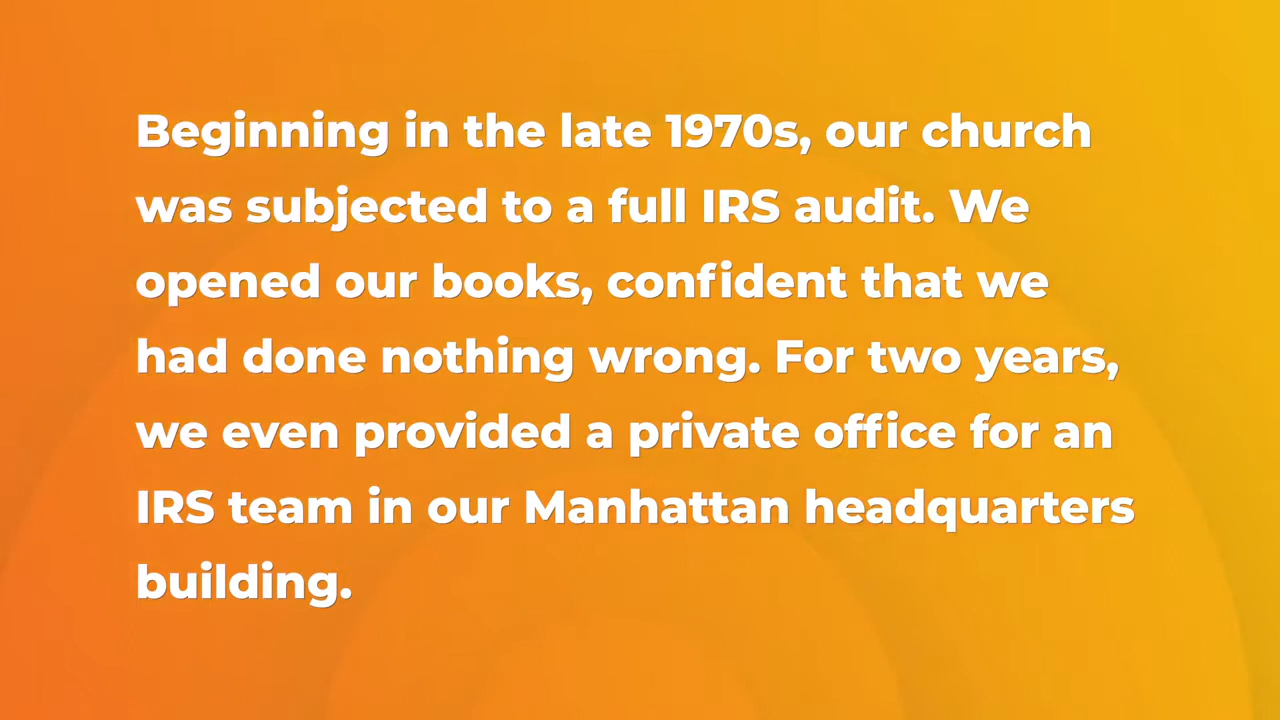 Beginning in the late 1970s, our church
was subjected to a full IRS audit. We
opened our books, confident that we
had done nothing wrong. For two years,
we even provided a private office for an
IRS team in our Manhattan headquarters
building.